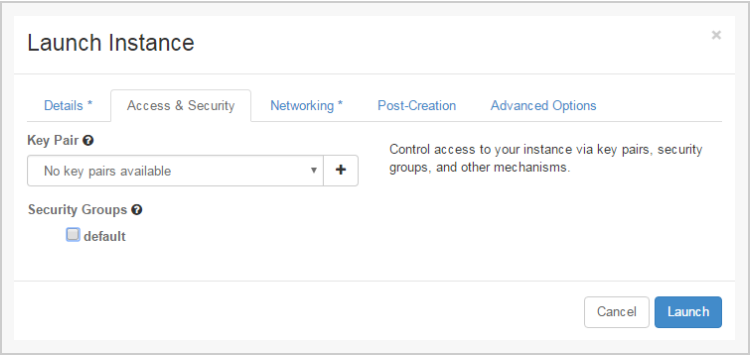 Launch Instance ×
Details * Access & Security Networking * Post-Creation Advanced Options
Key Pair
No key pairs available
Control access to your instance via key pairs, security
groups, and other mechanisms.
Security Groups
default
Cancel Launch